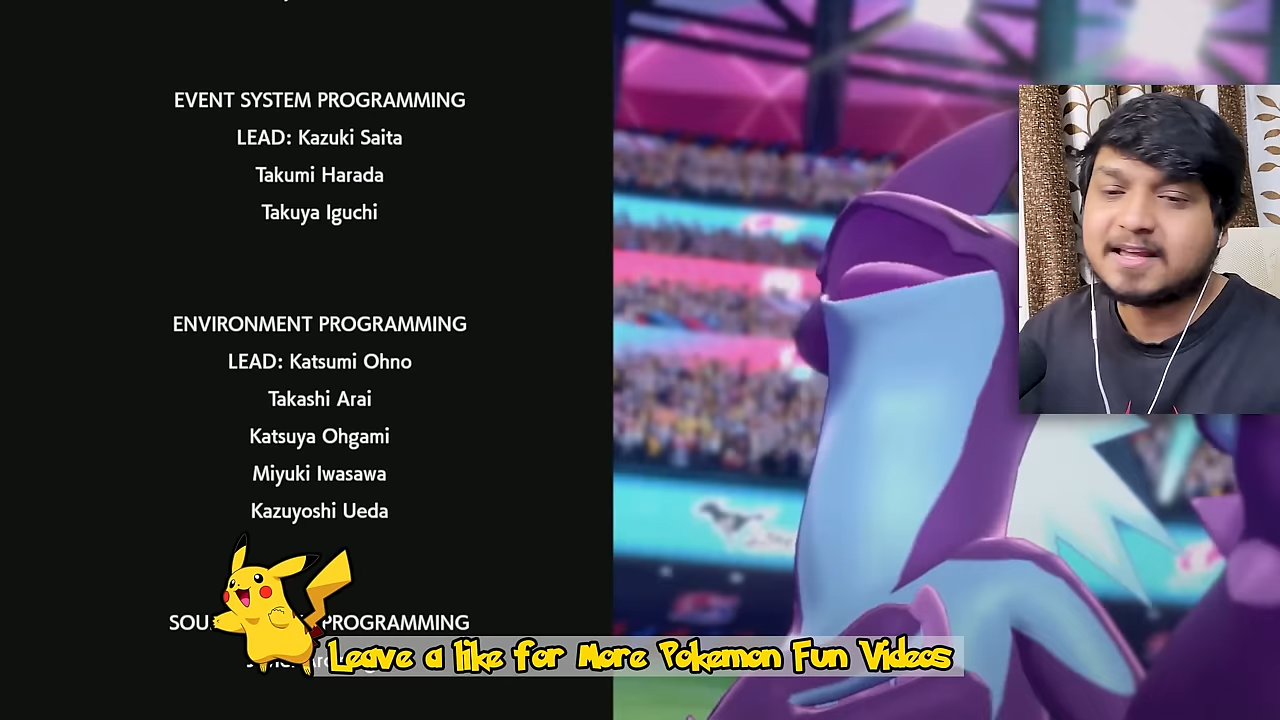 EVENT SYSTEM PROGRAMMING
LEAD: Kazuki Saita
Takumi Harada
Takuya Iguchi
ENVIRONMENT PROGRAMMING
LEAD: Katsumi Ohno
Takashi Arai
Katsuya Ohgami
Miyuki Iwasawa
Kazuyoshi Ueda
PROGRAMMING
Leave a like for More Pokemon Fun Videos